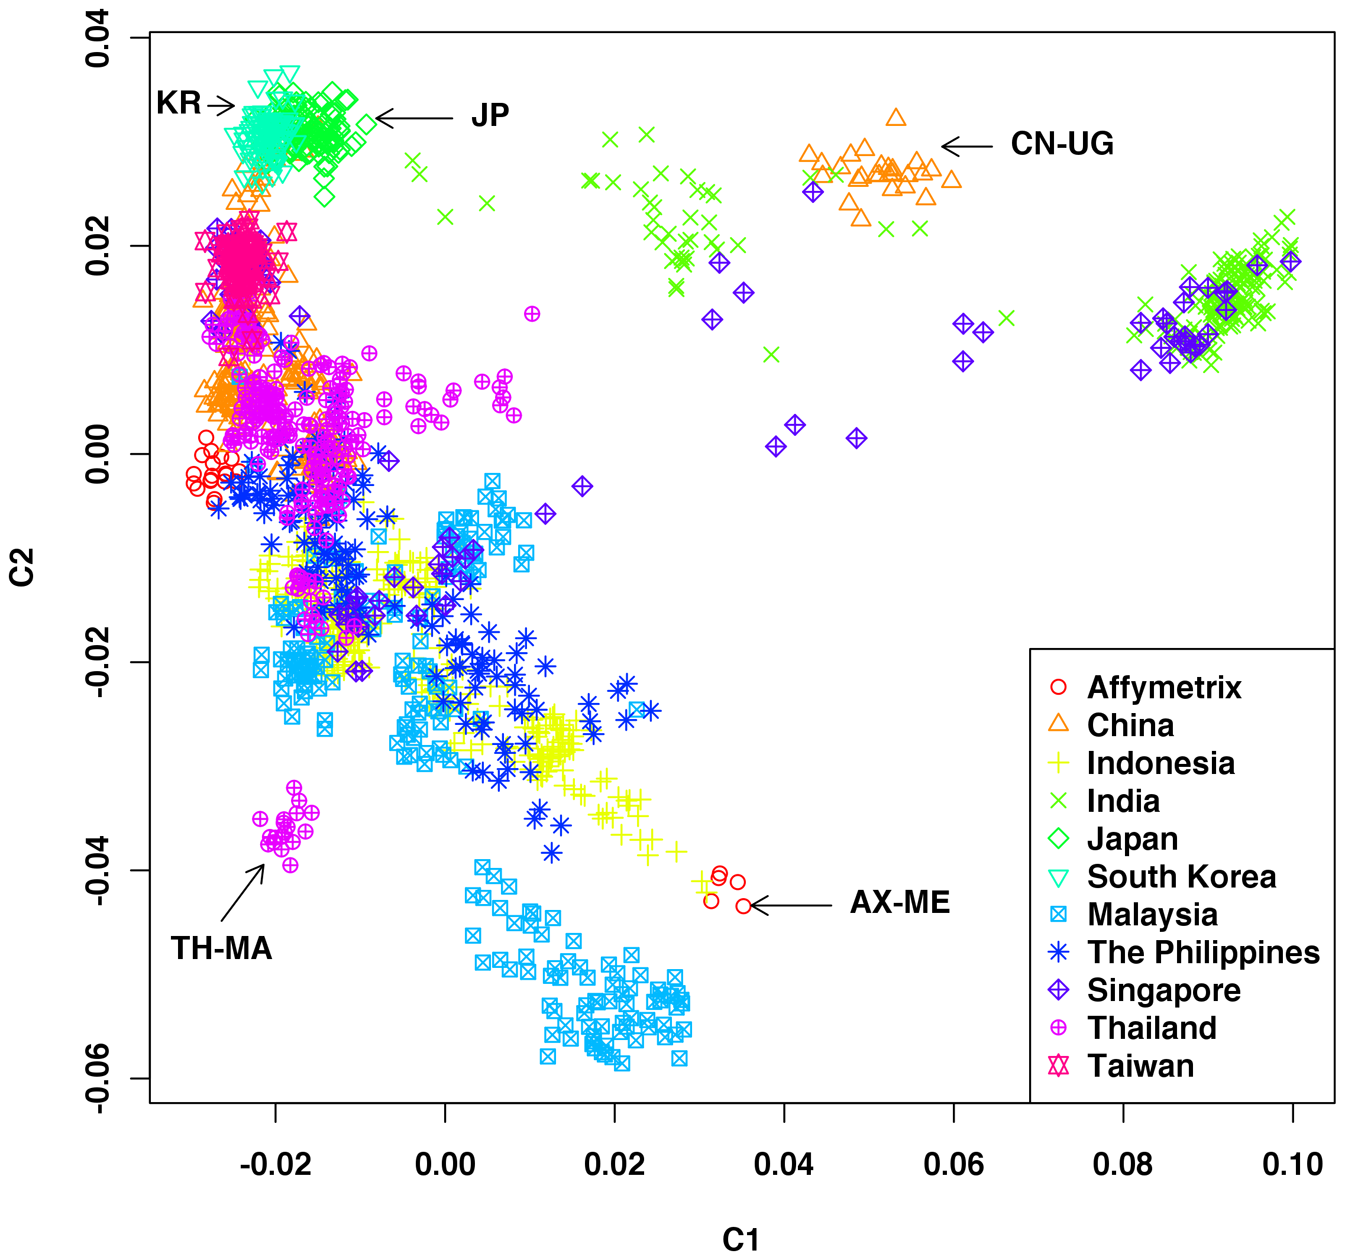 0.04
0.02
0.00
-0.02
-0.04
-0.06
C2
KR
JP
CN-UG
TH-MA
AX-ME
Affymetrix
China
Indonesia
India
Japan
South Korea
Malaysia
The Philippines
Singapore
Thailand
Taiwan
-0.02 0.00 0.02 0.04 0.06 0.08 0.10
C1